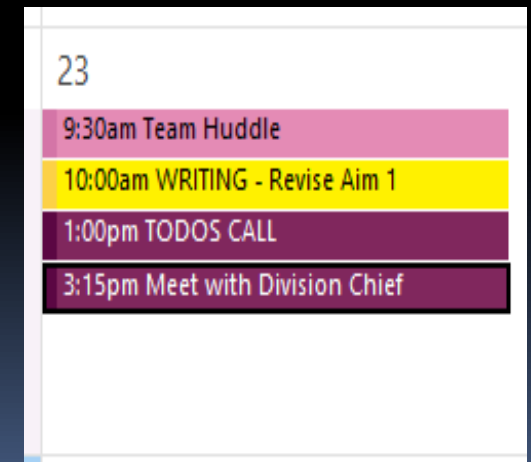 23
9:30am Team Huddle
10:00am WRITING - Revise Aim 1
1:00pm TODOS CALL
3:15pm Meet with Division Chief